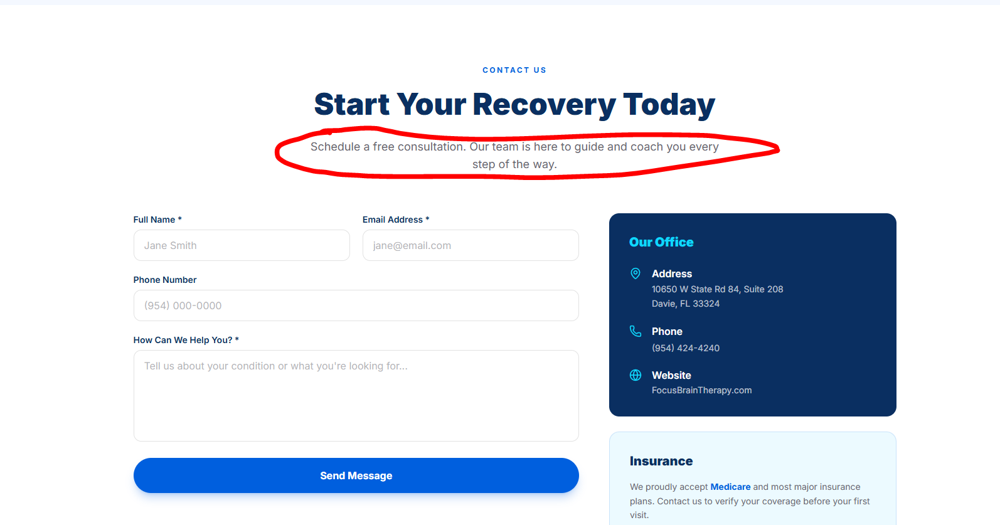 CONTACT US
Start Your Recovery Today
Schedule a free consultation. Our team is here to guide and coach you every
step of the way.
Full Name *
Email Address *
Jane Smith
jane@email.com
Phone Number
(954) 000-0000
How Can We Help You? *
Tell us about your condition or what you're looking for...
Send Message
Our Office
Address
10650 W State Rd 84, Suite 208
Davie, FL 33324
Phone
(954) 424-4240
Website
FocusBrainTherapy.com
Insurance
We proudly accept Medicare and most major insurance
plans. Contact us to verify your coverage before your first
visit.